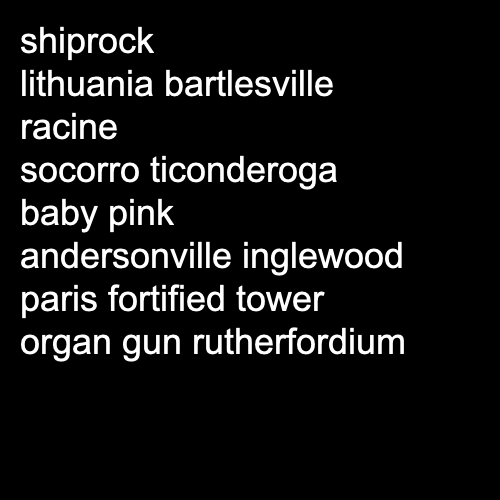 shiprock
lithuania bartlesville
racine
socorro ticonderoga
baby pink
andersonville inglewood
paris fortified tower
organ gun rutherfordium